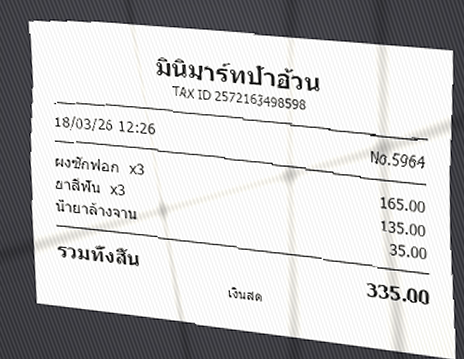 มินิมาร์ทป้าอ้วน
TAX ID 2572163498598
18/03/26 12:26 No.5964
ผงซักฟอก x3 165.00
ยาสีฟัน x3 135.00
น้ำยาล้างจาน 35.00
รวมทั้งสิ้น 335.00
เงินสด